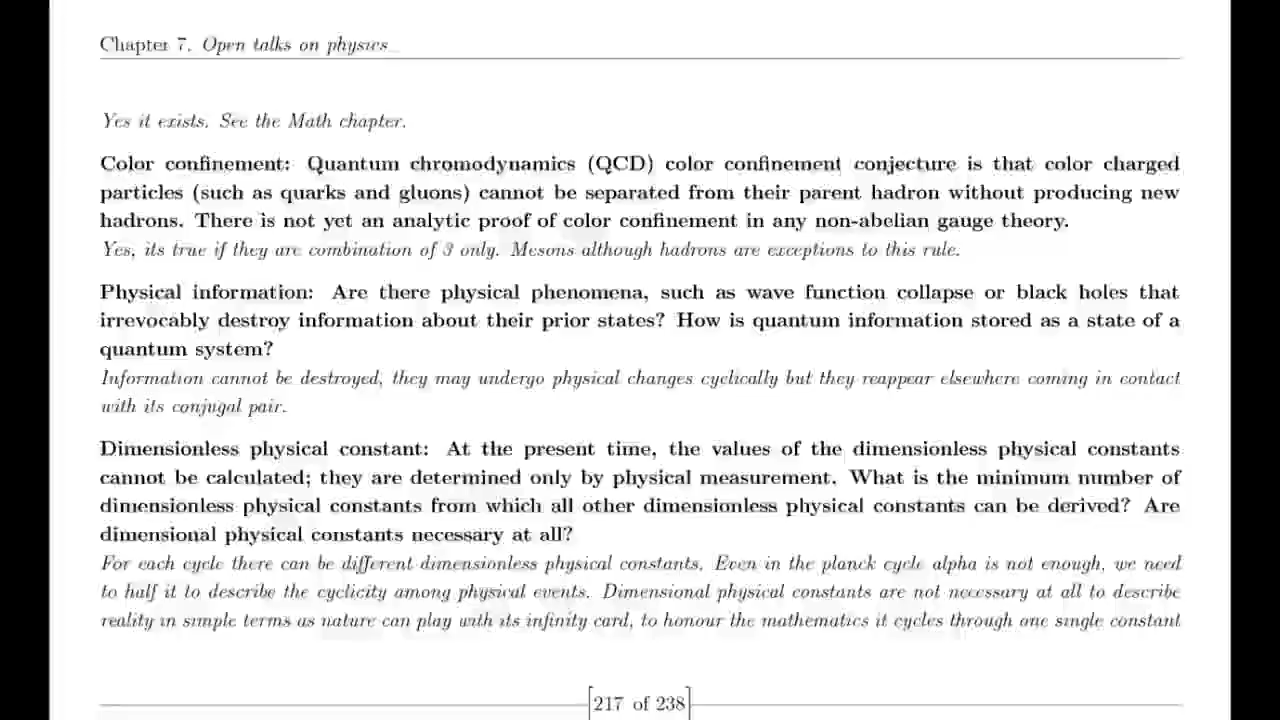 Chapter 7. Open talks on physics
Yes it exists. See the Math chapter.
Color confinement: Quantum chromodynamics (QCD) color confinement conjecture is that color charged
particles (such as quarks and gluons) cannot be separated from their parent hadron without producing new
hadrons. There is not yet an analytic proof of color confinement in any non-abelian gauge theory.
Yes, its true if they are combination of 3 only. Mesons although hadrons are exceptions to this rule.
Physical information: Are there physical phenomena, such as wave function collapse or black holes that
irrevocably destroy information about their prior states? How is quantum information stored as a state of a
quantum system?
Information cannot be destroyed, they may undergo physical changes cyclically but they reappear elsewhere coming in contact
with its conjugal pair.
Dimensionless physical constant: At the present time, the values of the dimensionless physical constants
cannot be calculated; they are determined only by physical measurement. What is the minimum number of
dimensionless physical constants from which all other dimensionless physical constants can be derived? Are
dimensional physical constants necessary at all?
For each cycle there can be different dimensionless physical constants. Even in the planck cycle alpha is not enough, we need
to half it to describe the cyclicity among physical events. Dimensional physical constants are not necessary at all to describe
reality in simple terms as nature can play with its infinity card, to honour the mathematics it cycles through one single constant
217 of 238